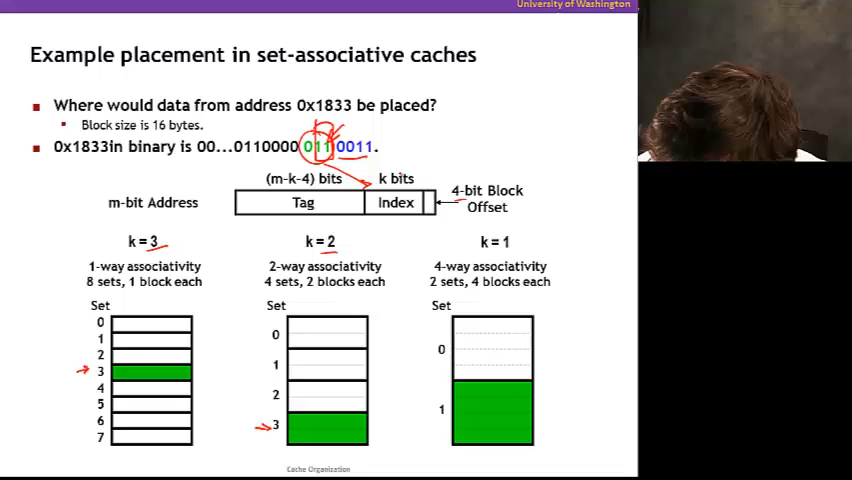 University of Washington
Example placement in set-associative caches
Where would data from address 0x1833 be placed?
Block size is 16 bytes.
0x1833in binary is 00...0110000 011 0011.
(m-k-4) bits k bits
m-bit Address Tag Index 4-bit Block
Offset
k = 3 k = 2 k = 1
1-way associativity 2-way associativity 4-way associativity
8 sets, 1 block each 4 sets, 2 blocks each 2 sets, 4 blocks each
Set Set Set
0
1
2
3
4
5
6
7
0
1
2
3
0
1
Cache Organization